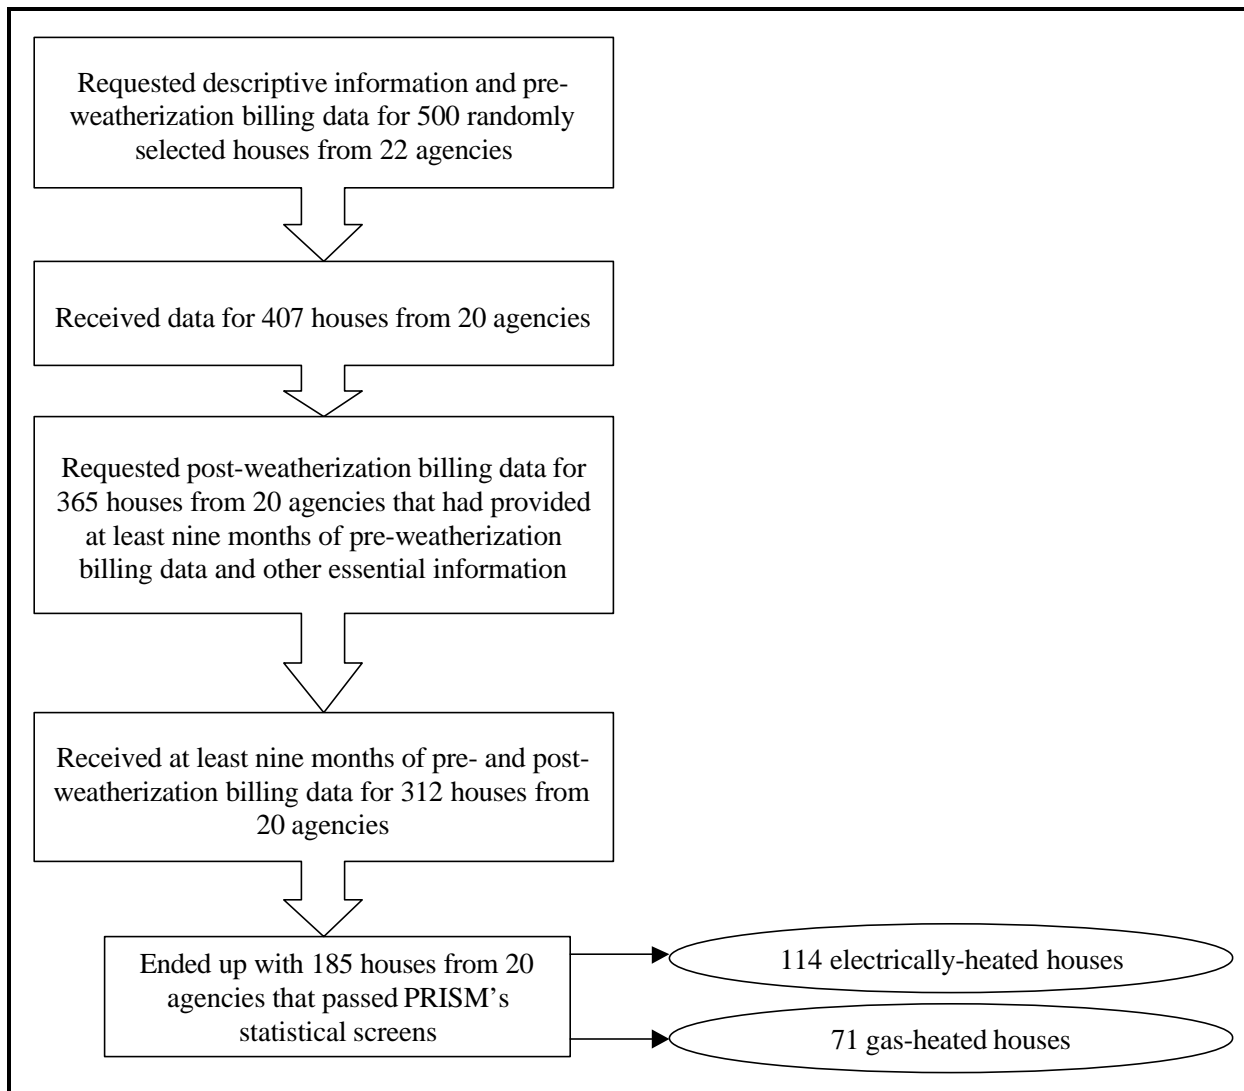 Requested descriptive information and pre-
weatherization billing data for 500 randomly
selected houses from 22 agencies
Received data for 407 houses from 20 agencies
Requested post-weatherization billing data for
365 houses from 20 agencies that had provided
at least nine months of pre-weatherization
billing data and other essential information
Received at least nine months of pre- and post-
weatherization billing data for 312 houses from
20 agencies
Ended up with 185 houses from 20
agencies that passed PRISM’s
statistical screens
114 electrically-heated houses
71 gas-heated houses